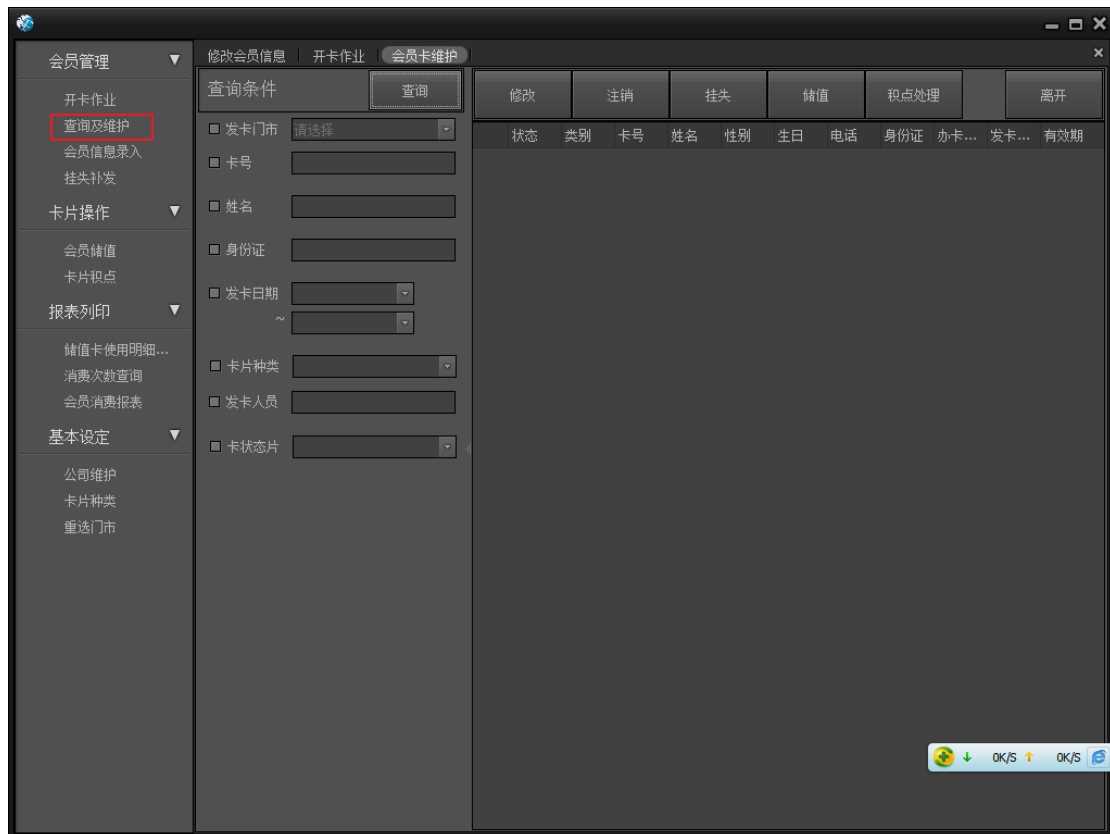 会员管理 ▼
开卡作业
查询及维护
会员信息录入
挂失补发
卡片操作 ▼
会员储值
卡片积点
报表列印 ▼
储值卡使用明细...
消费次数查询
会员消费报表
基本设定 ▼
公司维护
卡片种类
重选门市
修改会员信息 开卡作业 会员卡维护
查询条件 查询
发卡门市 请选择
卡号
姓名
身份证
发卡日期
~
卡片种类
发卡人员
卡状态片
修改 注销 挂失 储值 积点处理 离开
状态 类别 卡号 姓名 性别 生日 电话 身份证 办卡... 发卡... 有效期
0K/S 0K/S